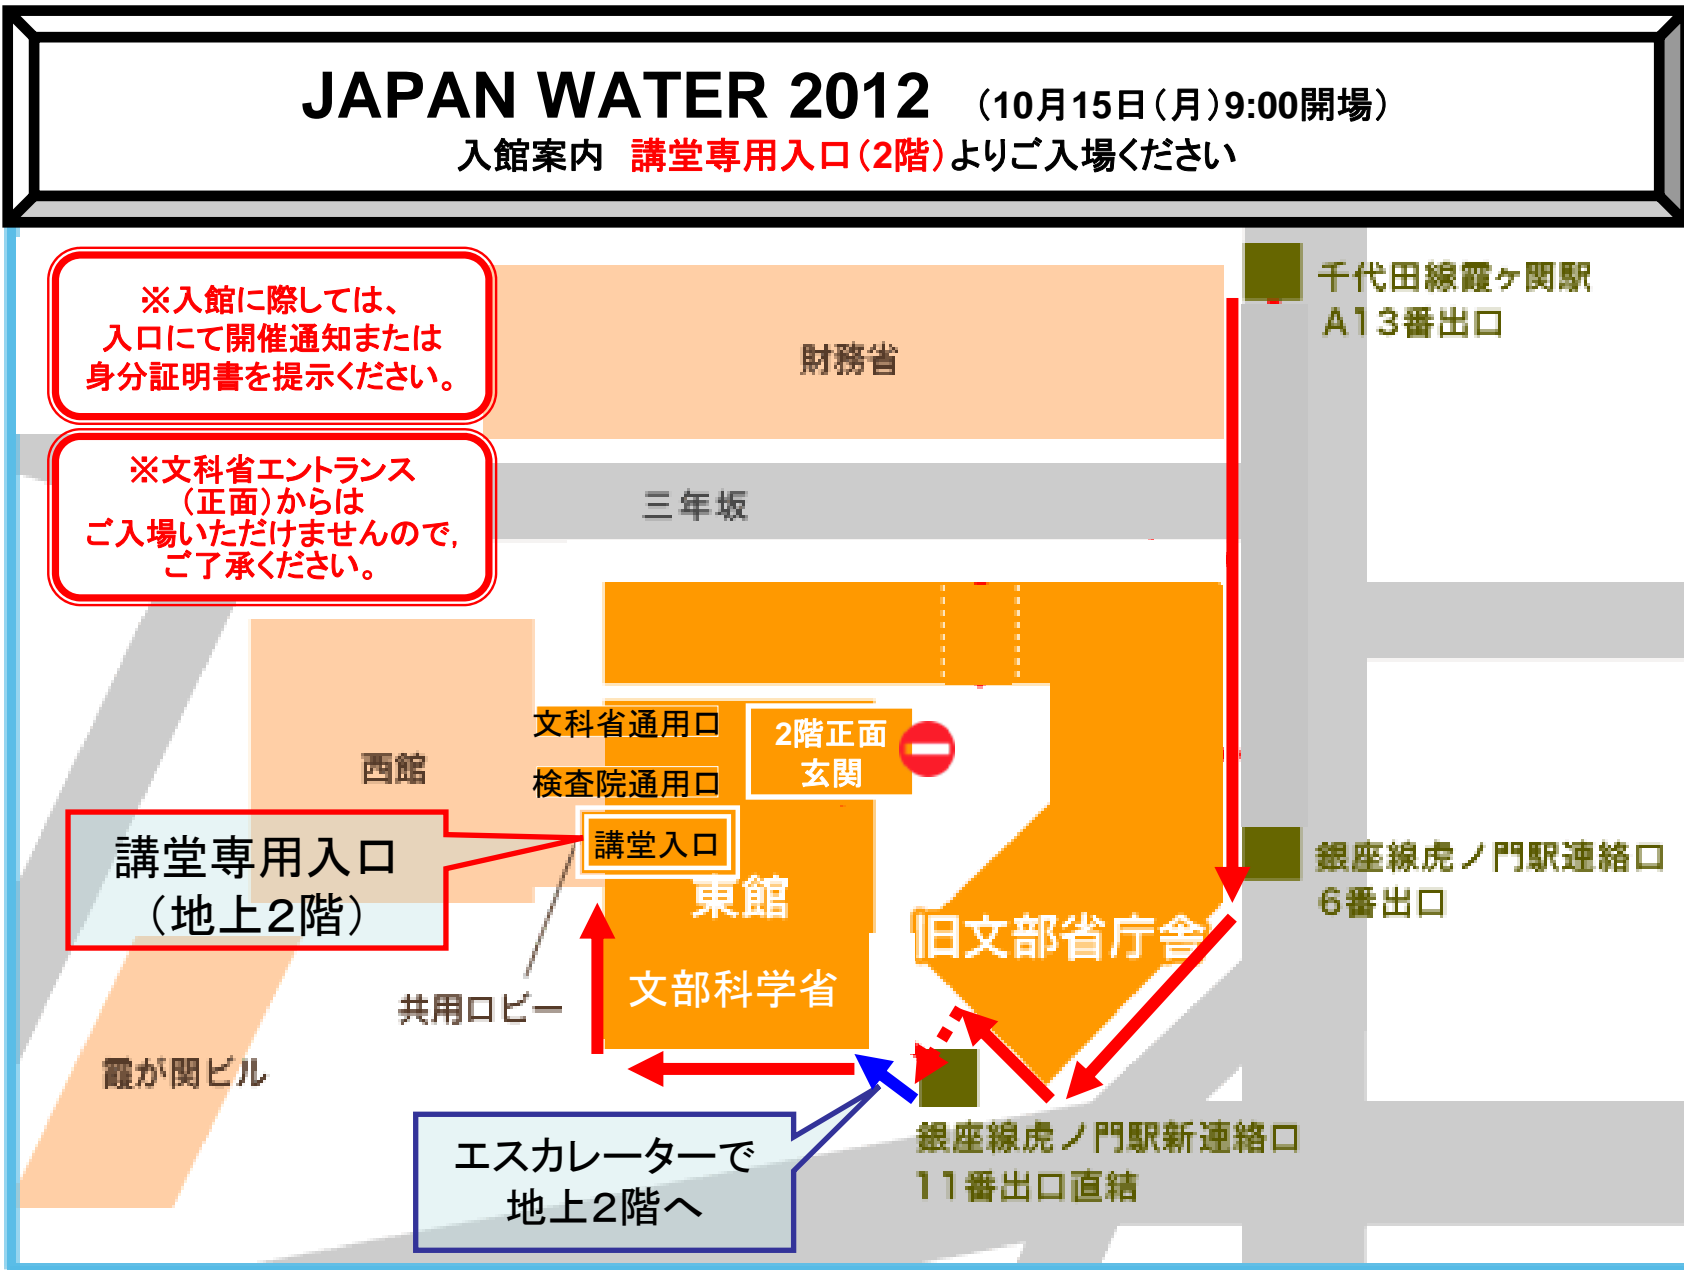 JAPAN WATER 2012 （10月15日（月）9:00開場）
入館案内 講堂専用入口（2階）よりご入場ください
※入館に際しては、
入口にて開催通知または
身分証明書を提示ください。
※文科省エントランス
（正面）からは
ご入場いただけませんので,
ご了承ください。
千代田線霞ヶ関駅
A13番出口
財務省
三年坂
文科省通用口
2階正面
玄関
西館
検査院通用口
講堂入口
講堂専用入口
（地上2階）
銀座線虎ノ門駅連絡口
6番出口
東館
旧文部省庁舎
文部科学省
共用ロビー
霞が関ビル
エスカレーターで
地上2階へ
銀座線虎ノ門駅新連絡口
11番出口直結